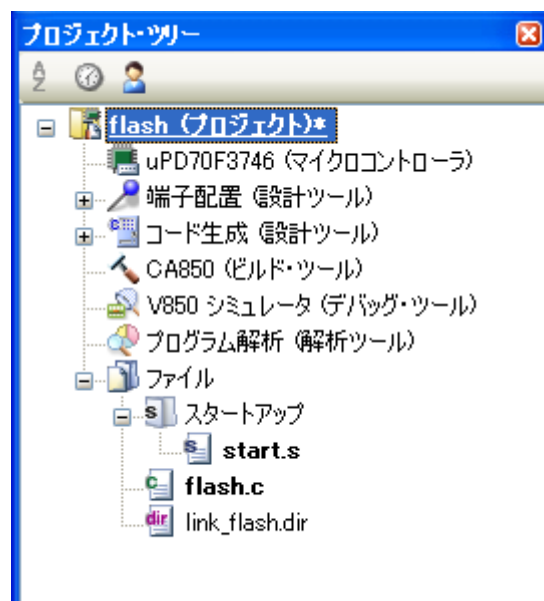 プロジェクト・ツリー
flash (プロジェクト)*
uPD70F3746 (マイクロコントローラ)
端子配置 (設計ツール)
コード生成 (設計ツール)
CA850 (ビルド・ツール)
V850 シミュレータ (デバッグ・ツール)
プログラム解析 (解析ツール)
ファイル
スタートアップ
start.s
flash.c
link_flash.dir